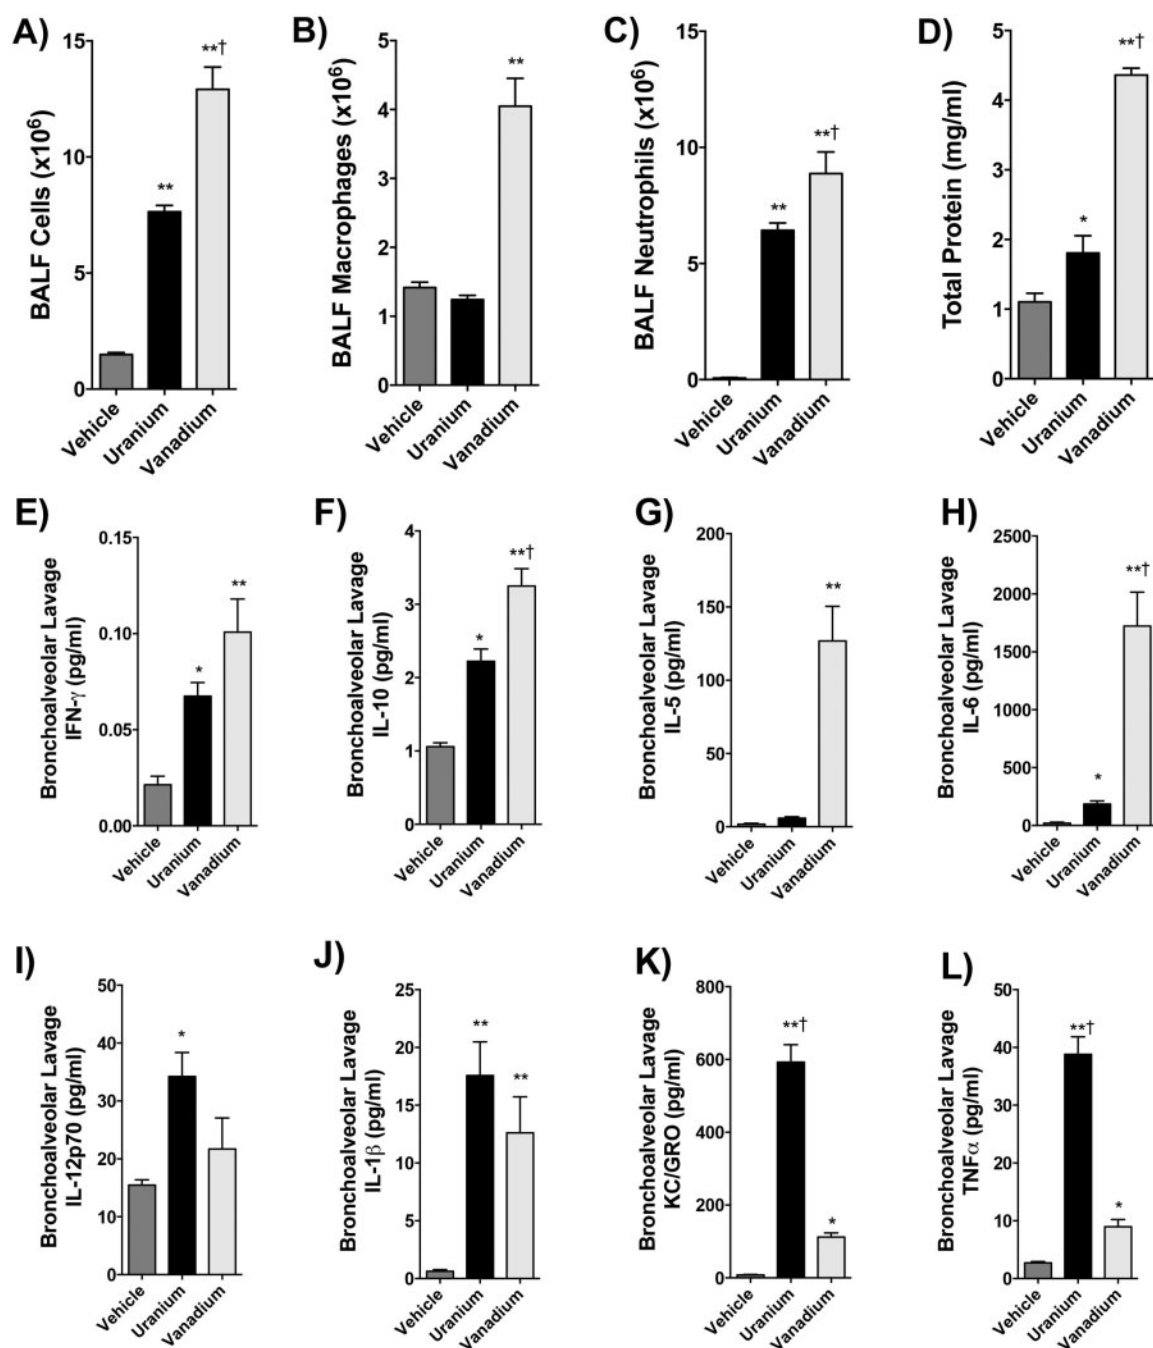 A)
BALF Cells (x10⁶)
15
10
5
0
**
**†
Vehicle
Uranium
Vanadium
B)
BALF Macrophages (x10⁶)
5
4
3
2
1
0
**
Vehicle
Uranium
Vanadium
C)
BALF Neutrophils (x10⁶)
15
10
5
0
**
**†
Vehicle
Uranium
Vanadium
D)
Total Protein (mg/ml)
5
4
3
2
1
0
*
**†
Vehicle
Uranium
Vanadium
E)
Bronchoalveolar Lavage
IFN-γ (pg/ml)
0.15
0.10
0.05
0.00
*
**
Vehicle
Uranium
Vanadium
F)
Bronchoalveolar Lavage
IL-10 (pg/ml)
4
3
2
1
0
*
**†
Vehicle
Uranium
Vanadium
G)
Bronchoalveolar Lavage
IL-5 (pg/ml)
200
150
100
50
0
**
Vehicle
Uranium
Vanadium
H)
Bronchoalveolar Lavage
IL-6 (pg/ml)
2500
2000
1500
1000
500
0
*
**†
Vehicle
Uranium
Vanadium
I)
Bronchoalveolar Lavage
IL-12p70 (pg/ml)
50
40
30
20
10
0
*
Vehicle
Uranium
Vanadium
J)
Bronchoalveolar Lavage
IL-1β (pg/ml)
25
20
15
10
5
0
**
**
Vehicle
Uranium
Vanadium
K)
Bronchoalveolar Lavage
KC/GRO (pg/ml)
800
600
400
200
0
**†
*
Vehicle
Uranium
Vanadium
L)
Bronchoalveolar Lavage
TNFα (pg/ml)
50
40
30
20
10
0
**†
*
Vehicle
Uranium
Vanadium